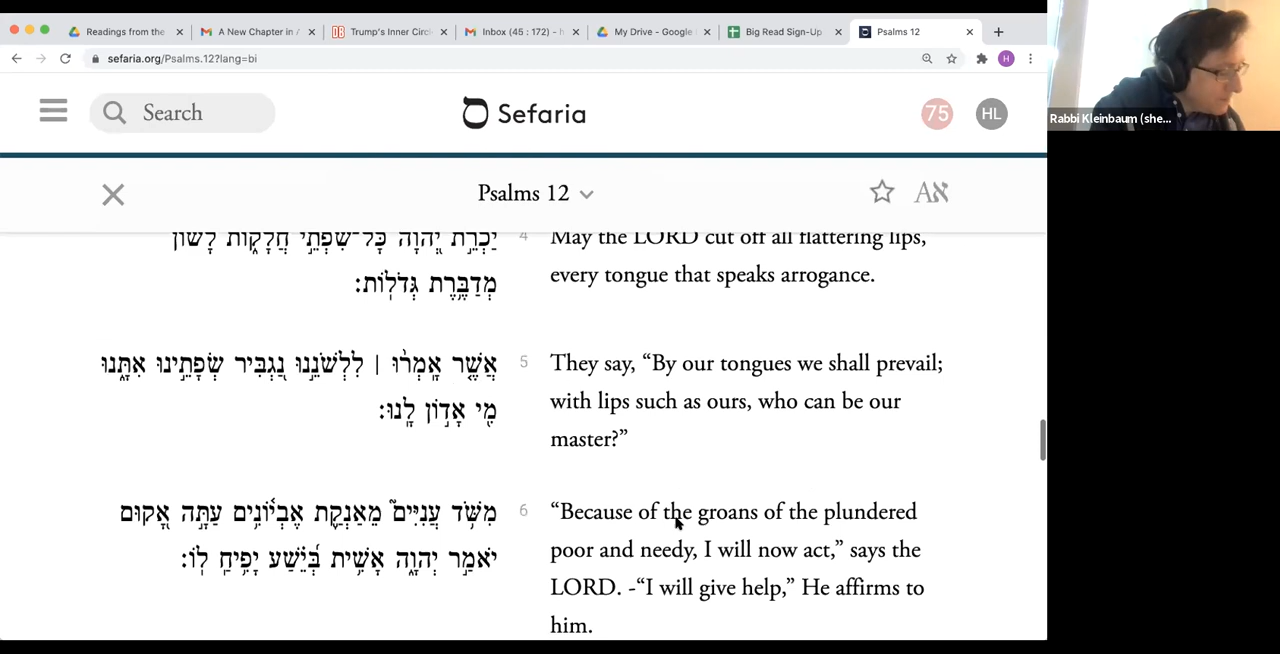 Readings from the
A New Chapter in /
Trump's Inner Circ
Inbox (45 : 172) - h
My Drive - Google
Big Read Sign-Up
Psalms 12
sefaria.org/Psalms.12?lang=bi
H
Search
Sefaria
75
HL
Psalms 12
Aא
יַכְרֵ֣ת יְ֭הוָה כׇּל־שִׂפְתֵ֣י חֲלָק֑וֹת לָ֝שׁ֗וֹן
מְדַבֶּ֥רֶת גְּדֹלֽוֹת׃
4
May the LORD cut off all flattering lips,
every tongue that speaks arrogance.
אֲשֶׁ֤ר אָֽמְר֨וּ ׀ לִלְשֹׁנֵ֣נוּ נַ֭גְבִּיר שְׂפָתֵ֣ינוּ אִתָּ֑נוּ
מִ֖י אָד֣וֹן לָֽנוּ׃
5
They say, “By our tongues we shall prevail;
with lips such as ours, who can be our
master?”
מִשֹּׁ֥ד עֲנִיִּים֮ מֵאַנְקַ֢ת אֶבְי֫וֹנִ֥ים עַתָּ֣ה אָ֭קוּם
יֹאמַ֣ר יְהוָ֑ה אָשִׁ֥ית בְּ֝יֵ֗שַׁע יָפִ֥יחַֽ לֽוֹ׃
6
“Because of the groans of the plundered
poor and needy, I will now act,” says the
LORD. -“I will give help,” He affirms to
him.
Rabbi Kleinbaum (she...